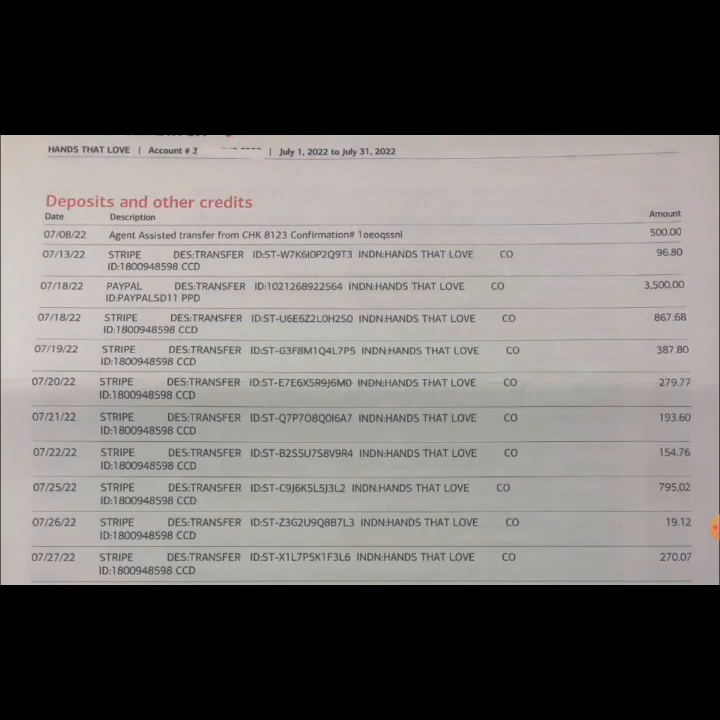 HANDS THAT LOVE | Account # 3 | July 1, 2022 to July 31, 2022
Deposits and other credits
Date Description Amount
07/08/22 Agent Assisted transfer from CHK 8123 Confirmation# 1oeoqssnl 500.00
07/13/22 STRIPE DES:TRANSFER ID:ST-W7K6I0P2Q9T3 INDN:HANDS THAT LOVE CO 96.80
ID:1800948598 CCD
07/18/22 PAYPAL DES:TRANSFER ID:1021268922564 INDN:HANDS THAT LOVE CO 3,500.00
ID:PAYPALSD11 PPD
07/18/22 STRIPE DES:TRANSFER ID:ST-U6E6Z2L0H2S0 INDN:HANDS THAT LOVE CO 867.68
ID:1800948598 CCD
07/19/22 STRIPE DES:TRANSFER ID:ST-G3F8M1Q4L7P5 INDN:HANDS THAT LOVE CO 387.80
ID:1800948598 CCD
07/20/22 STRIPE DES:TRANSFER ID:ST-E7E6X5R9J6M0 INDN:HANDS THAT LOVE CO 279.77
ID:1800948598 CCD
07/21/22 STRIPE DES:TRANSFER ID:ST-Q7P7O8Q0I6A7 INDN:HANDS THAT LOVE CO 193.60
ID:1800948598 CCD
07/22/22 STRIPE DES:TRANSFER ID:ST-B2S5U7S8V9R4 INDN:HANDS THAT LOVE CO 154.76
ID:1800948598 CCD
07/25/22 STRIPE DES:TRANSFER ID:ST-C9J6K5L5J3L2 INDN:HANDS THAT LOVE CO 795.02
ID:1800948598 CCD
07/26/22 STRIPE DES:TRANSFER ID:ST-Z3G2U9Q8B7L3 INDN:HANDS THAT LOVE CO 19.12
ID:1800948598 CCD
07/27/22 STRIPE DES:TRANSFER ID:ST-X1L7P5K1F3L6 INDN:HANDS THAT LOVE CO 270.07
ID:1800948598 CCD